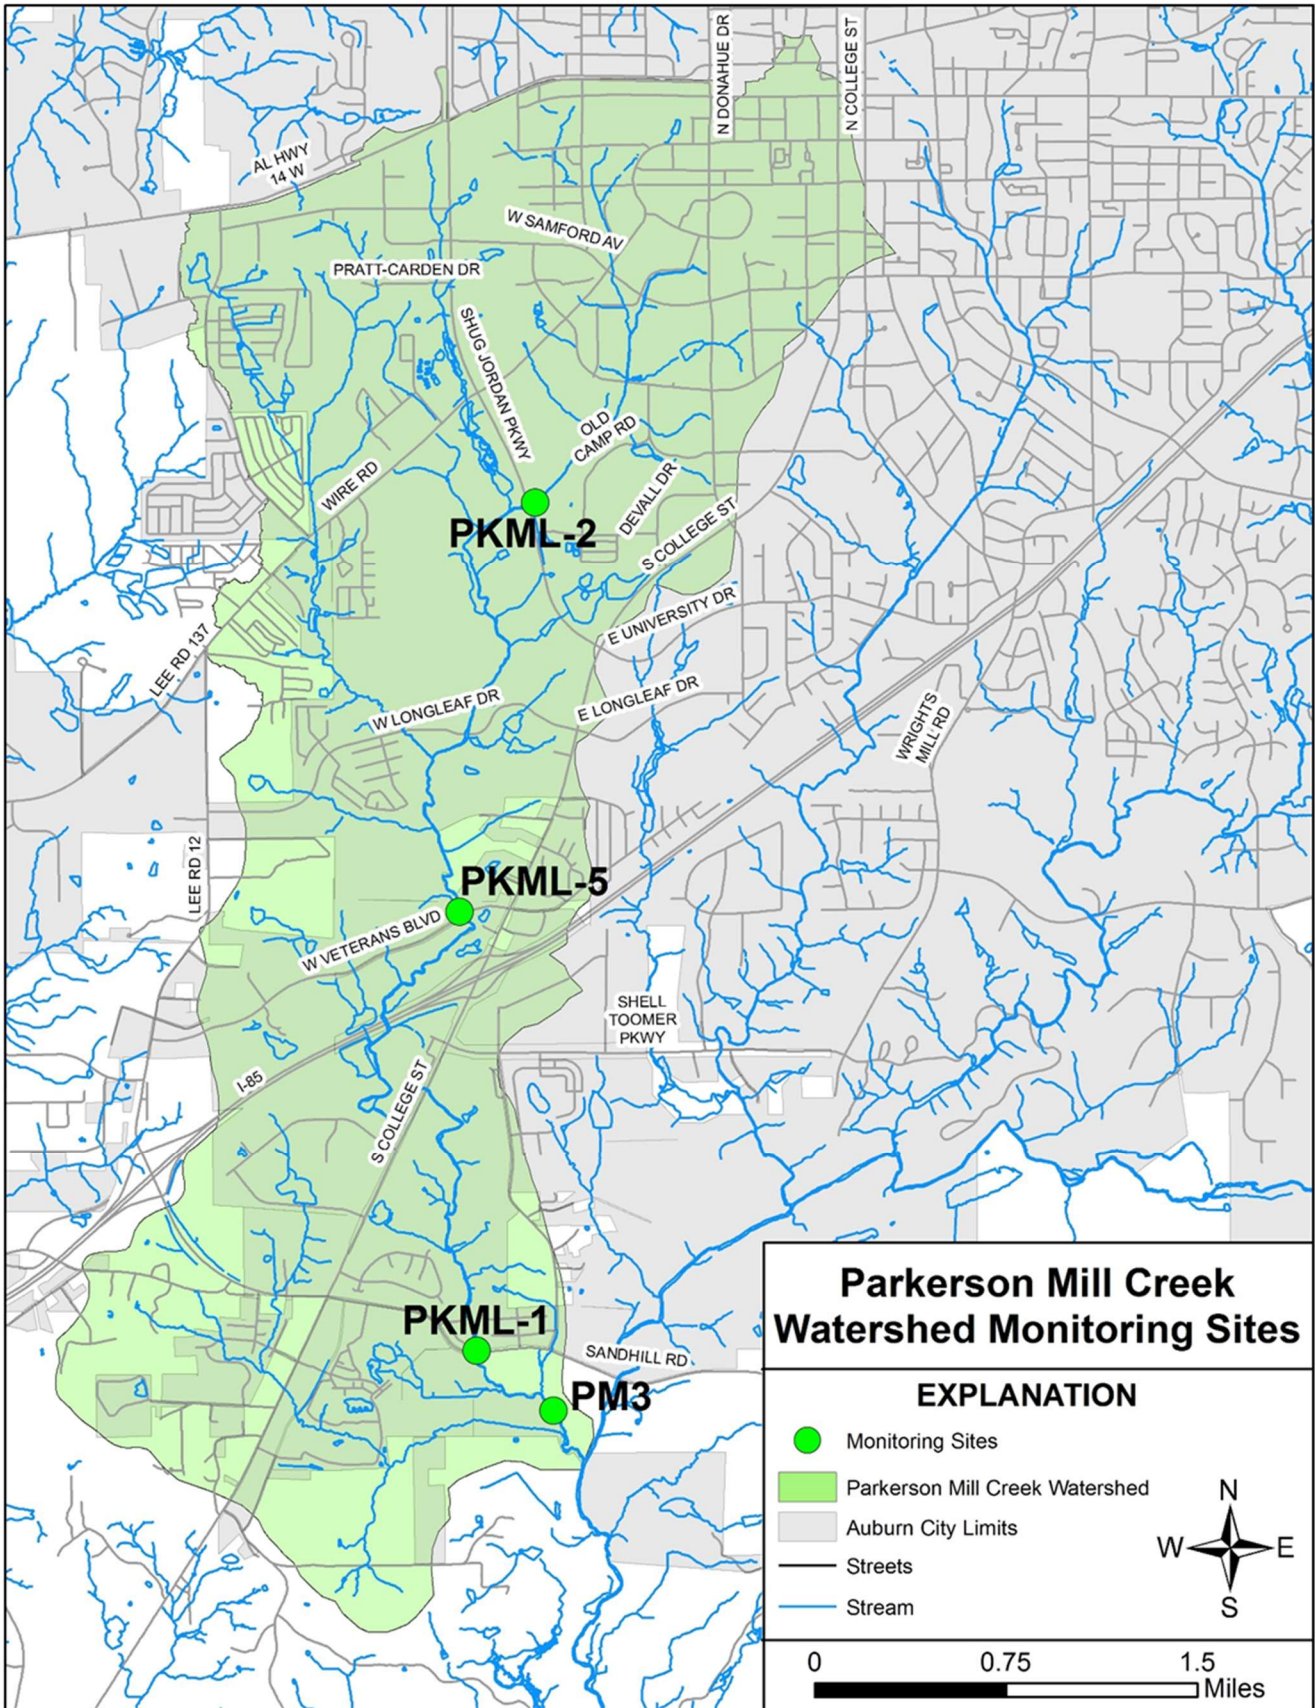 N DONAHUE DR
N COLLEGE ST
AL HWY
14 W
W SAMFORD AV
PRATT-CARDEN DR
SHUG JORDAN PKWY
OLD
CAMP RD
WIRE RD
DEVALL DR
PKML-2
S COLLEGE ST
E UNIVERSITY DR
LEE RD 137
W LONGLEAF DR
E LONGLEAF DR
WRIGHTS
MILL RD
LEE RD 12
PKML-5
W VETERANS BLVD
SHELL
TOOMER
PKWY
I-85
S COLLEGE ST
PKML-1
SANDHILL RD
PM3
Parkerson Mill Creek
Watershed Monitoring Sites
EXPLANATION
Monitoring Sites
Parkerson Mill Creek Watershed
Auburn City Limits
Streets
Stream
N
W E
S
0 0.75 1.5
Miles